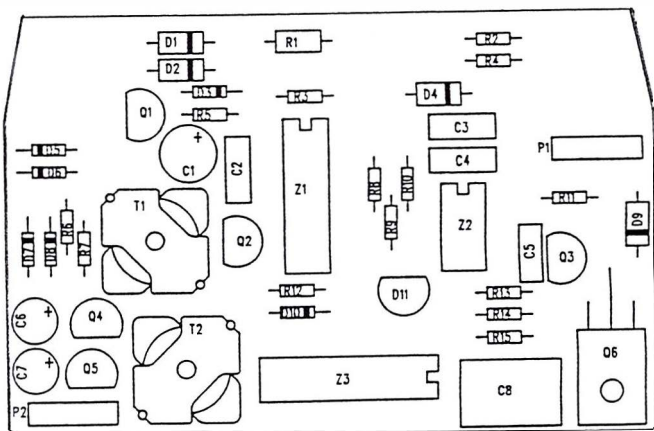 D1
R1
R2
D2
R4
D3
R3
D4
Q1
R5
C3
P1
D5
C1
C2
C4
D6
Z1
R8
R10
T1
R11
Z2
R6
R9
D9
Q2
C5
Q3
D7
D8
R7
R12
D11
R13
C6
Q4
D10
R14
T2
R15
Q6
C7
Q5
Z3
C8
P2